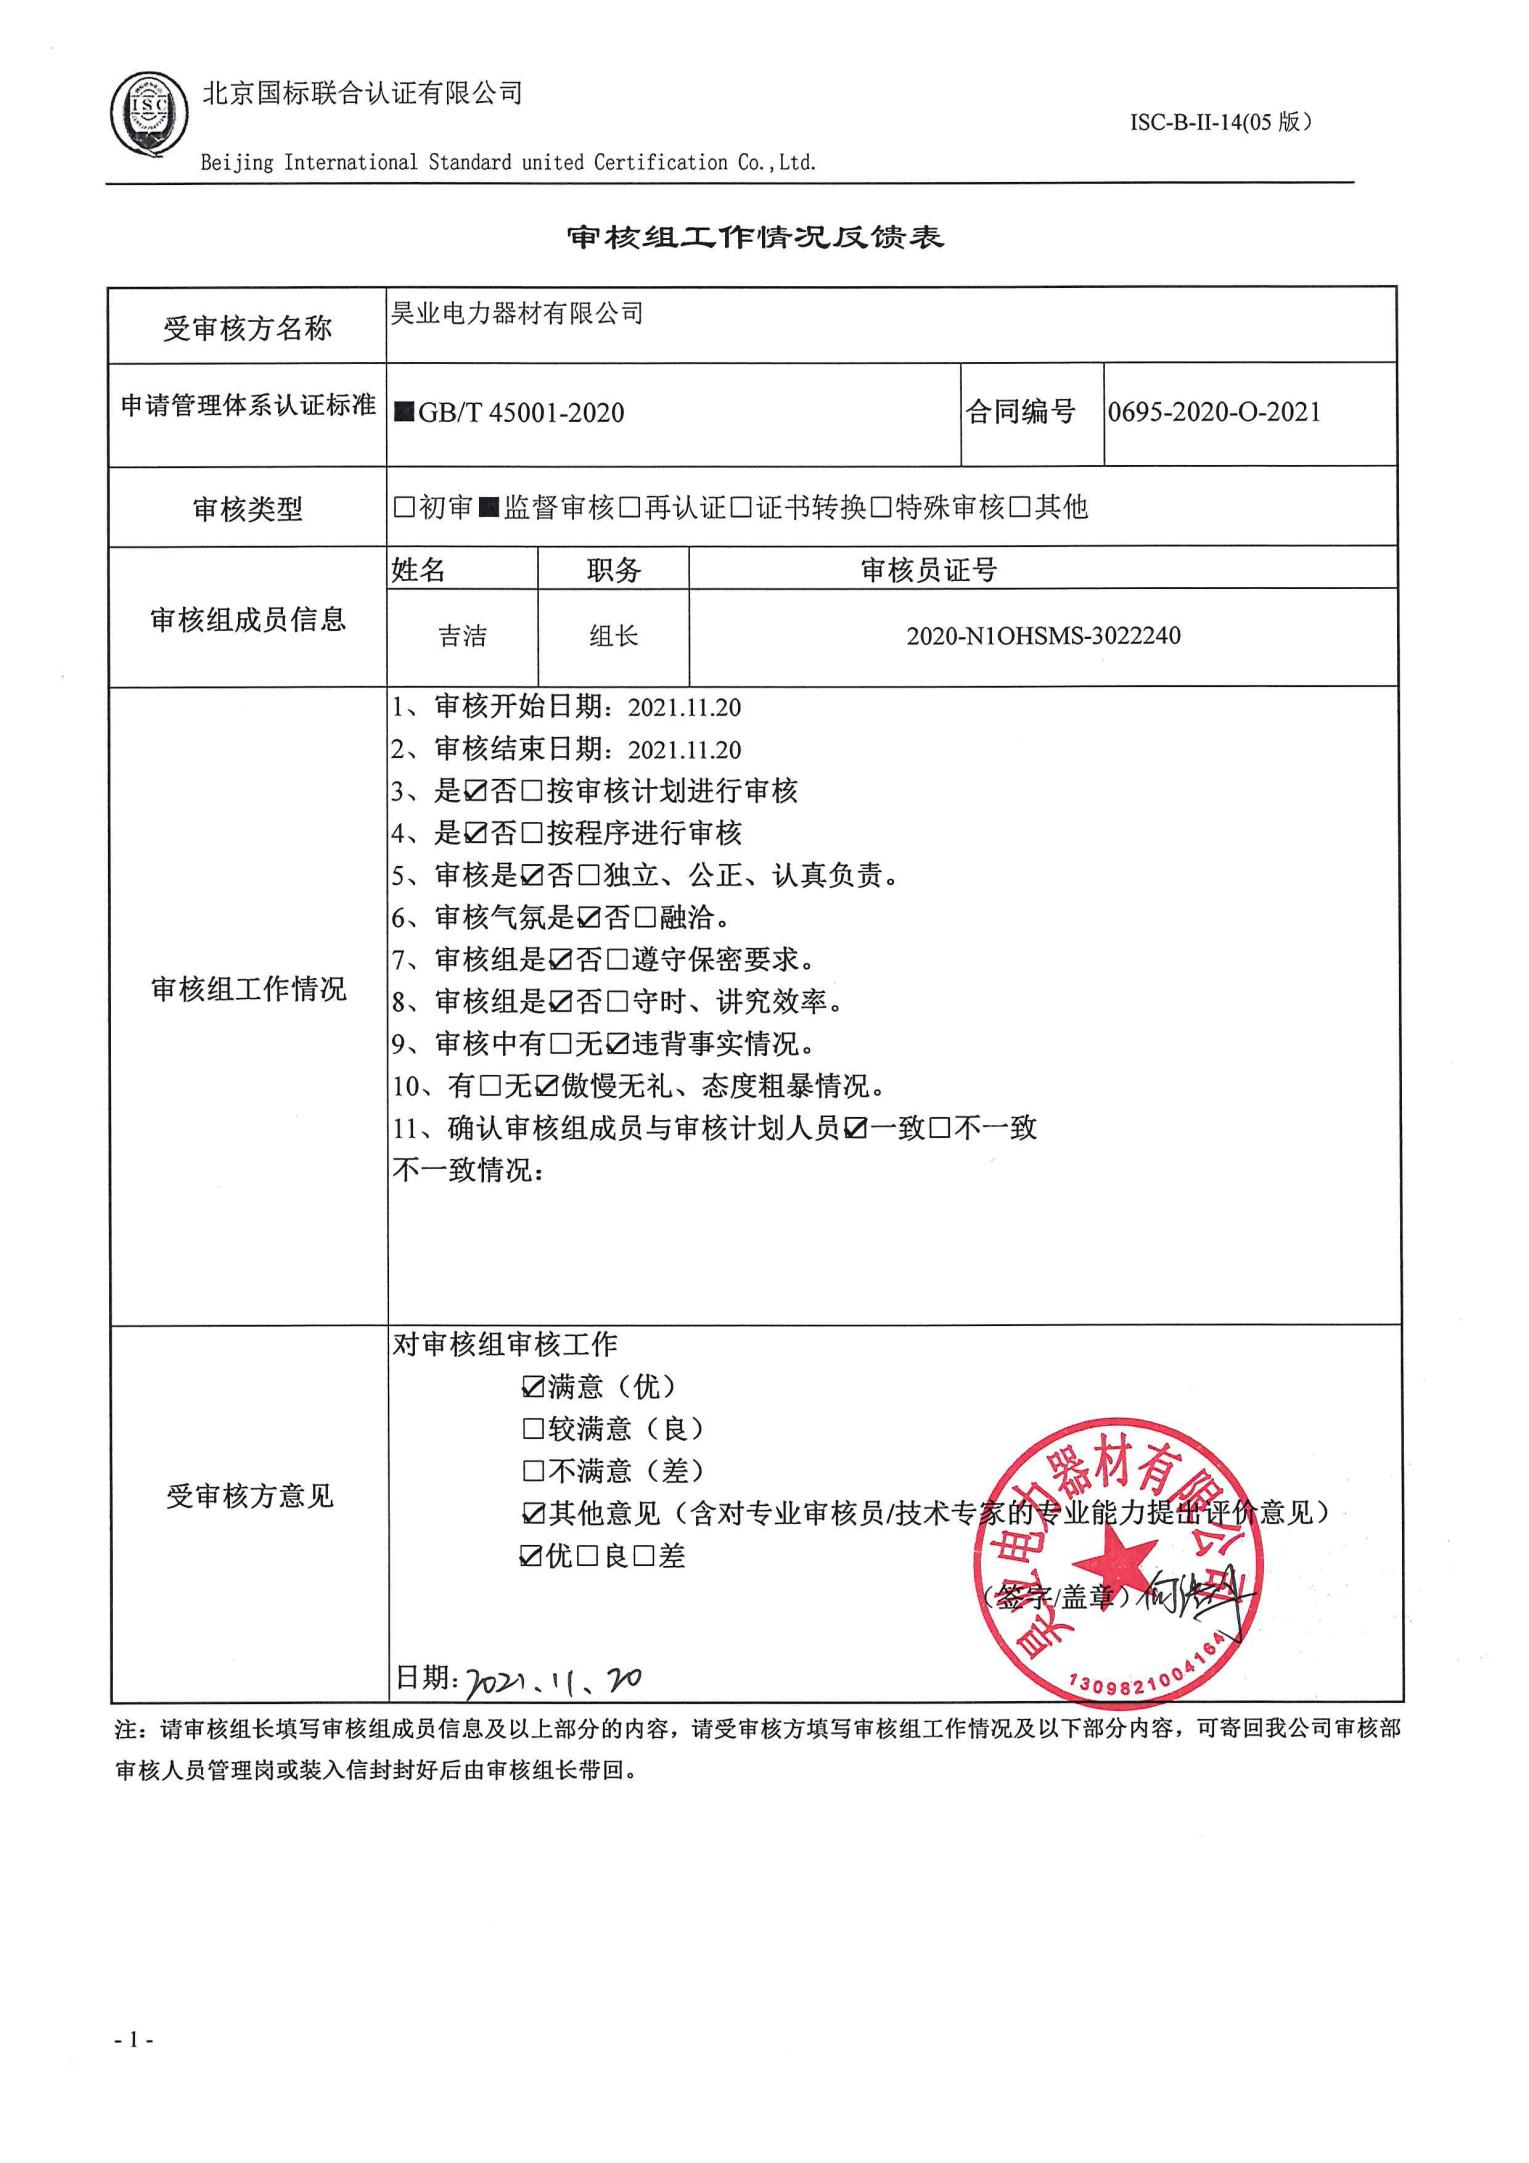 ISC
北京国标联合认证有限公司
ISC-B-II-14(05 版）
Beijing International Standard united Certification Co.,Ltd.
审核组工作情况反馈表
受审核方名称
昊业电力器材有限公司
申请管理体系认证标准
■GB/T 45001-2020
合同编号
0695-2020-O-2021
审核类型
□初审■监督审核□再认证□证书转换□特殊审核□其他
审核组成员信息
姓名 职务 审核员证号
吉洁 组长 2020-N1OHSMS-3022240
审核组工作情况
1、审核开始日期：2021.11.20
2、审核结束日期：2021.11.20
3、是☑否□按审核计划进行审核
4、是☑否□按程序进行审核
5、审核是☑否□独立、公正、认真负责。
6、审核气氛是☑否□融洽。
7、审核组是☑否□遵守保密要求。
8、审核组是☑否□守时、讲究效率。
9、审核中有□无☑违背事实情况。
10、有□无☑傲慢无礼、态度粗暴情况。
11、确认审核组成员与审核计划人员☑一致□不一致
不一致情况：
受审核方意见
对审核组审核工作
☑满意（优）
□较满意（良）
□不满意（差）
☑其他意见（含对专业审核员/技术专家的专业能力提出评价意见）
☑优□良□差
（签字/盖章）
昊业电力器材有限公司
1309821004164
日期：2021、11、20
注：请审核组长填写审核组成员信息及以上部分的内容，请受审核方填写审核组工作情况及以下部分内容，可寄回我公司审核部
审核人员管理岗或装入信封封好后由审核组长带回。
- 1 -